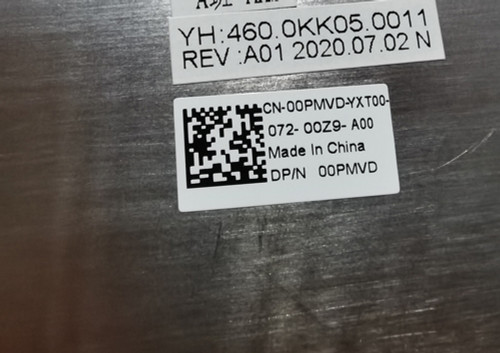 YH:460.0KK05.0011
REV :A01 2020.07.02 N
CN-00PMVD-YXT00-
072- 00Z9- A00
Made In China
DP/N 00PMVD